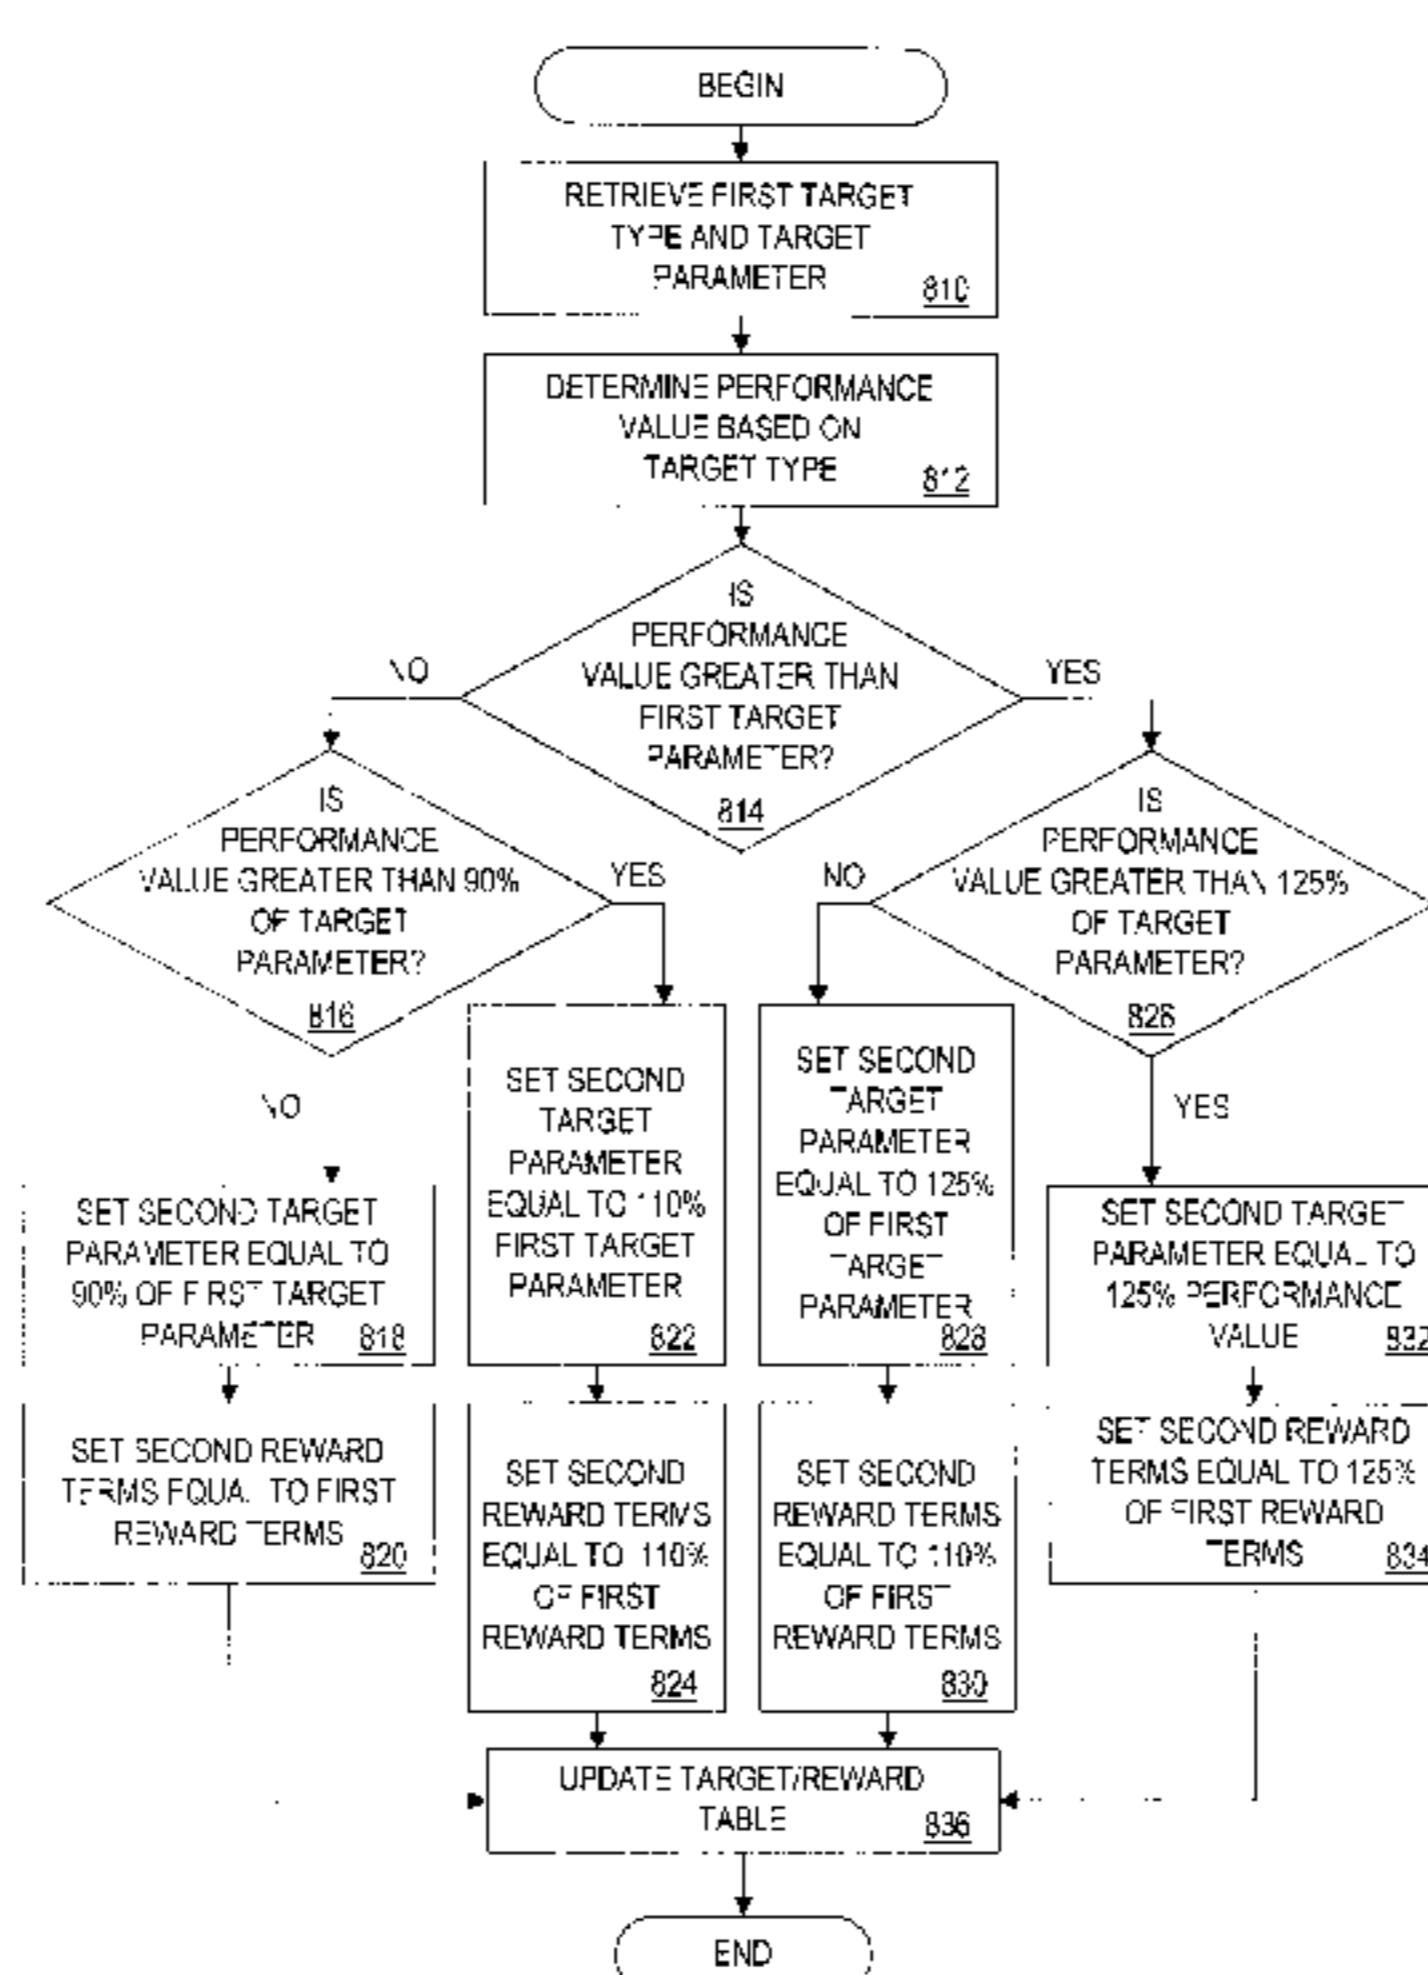 BEGIN
RETRIEVE FIRST TARGET
TYPE AND TARGET
PARAMETER
810
DETERMINE PERFORMANCE
VALUE BASED ON
TARGET TYPE
812
IS
PERFORMANCE
VALUE GREATER THAN
FIRST TARGET
PARAMETER?
814
NO
YES
IS
PERFORMANCE
VALUE GREATER THAN 90%
OF TARGET
PARAMETER?
816
YES
NO
IS
PERFORMANCE
VALUE GREATER THAN 125%
OF TARGET
PARAMETER?
826
NO
YES
SET SECOND TARGET
PARAMETER EQUAL TO
90% OF FIRST TARGET
PARAMETER
818
SET SECOND
TARGET
PARAMETER
EQUAL TO 110%
FIRST TARGET
PARAMETER
822
SET SECOND
TARGET
PARAMETER
EQUAL TO 125%
OF FIRST
TARGET
PARAMETER
828
SET SECOND TARGET
PARAMETER EQUAL TO
125% PERFORMANCE
VALUE
832
SET SECOND REWARD
TERMS EQUAL TO FIRST
REWARD TERMS
820
SET SECOND
REWARD TERMS
EQUAL TO 110%
OF FIRST
REWARD TERMS
824
SET SECOND
REWARD TERMS
EQUAL TO 110%
OF FIRST
REWARD TERMS
830
SET SECOND REWARD
TERMS EQUAL TO 125%
OF FIRST REWARD
TERMS
834
UPDATE TARGET/REWARD
TABLE
836
END